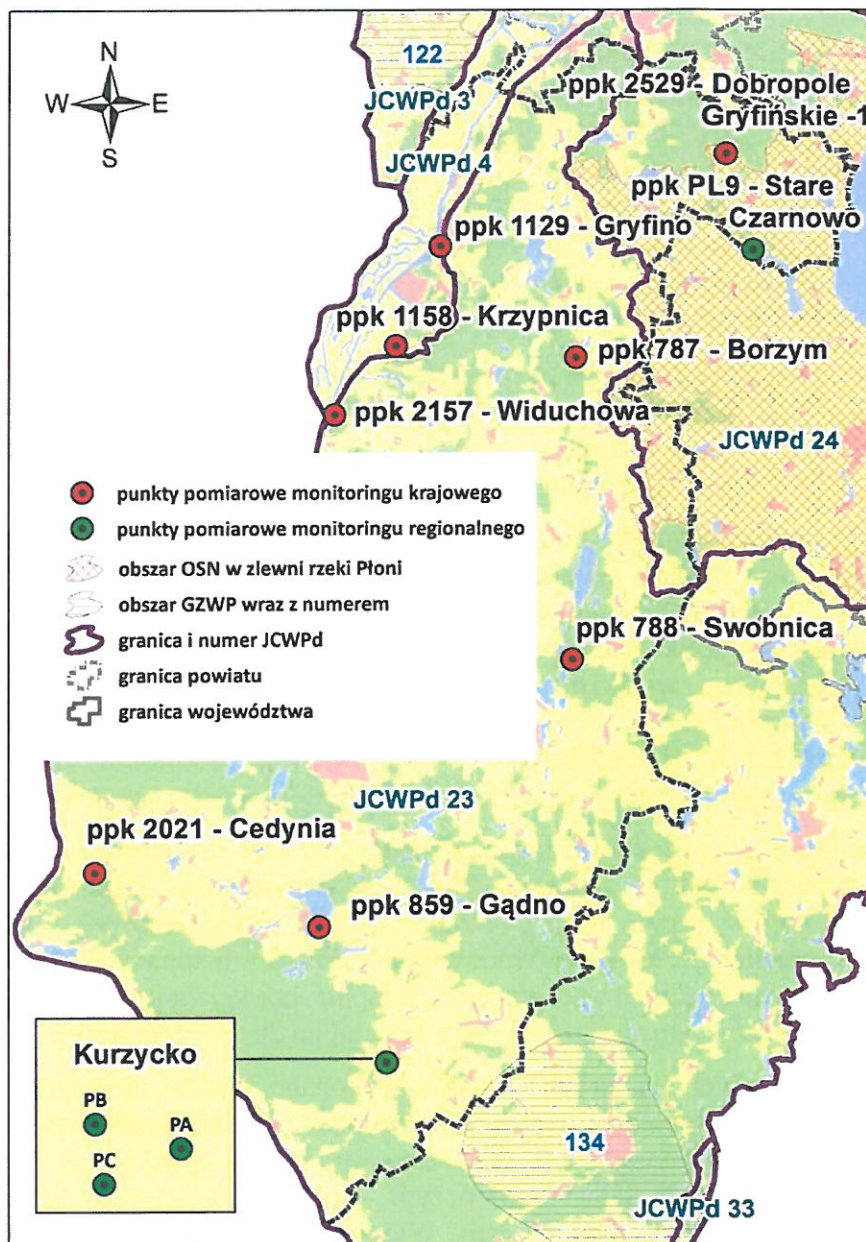 N
W
E
S
122
JCWPd 3
JCWPd 4
ppk 2529 - Dobropole
Gryfińskie -1
ppk PL9 - Stare
Czarnowo
ppk 1129 - Gryfino
ppk 1158 - Krzypnica
ppk 787 - Borzym
ppk 2157 - Widuchowa
JCWPd 24
punkty pomiarowe monitoringu krajowego
punkty pomiarowe monitoringu regionalnego
obszar OSN w zlewni rzeki Płoni
obszar GZWP wraz z numerem
granica i numer JCWPd
granica powiatu
granica województwa
ppk 788 - Swobnica
JCWPd 23
ppk 2021 - Cedynia
ppk 859 - Gądno
Kurzycko
PB
PA
PC
134
JCWPd 33